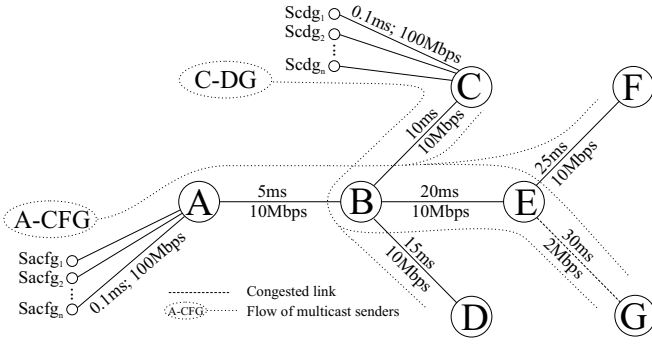 Scdg1
Scdg2
⋮
Scdgn
0.1ms; 100Mbps
C-DG
C
F
10ms
10Mbps
25ms
10Mbps
A-CFG
A
5ms
10Mbps
B
20ms
10Mbps
E
Sacfg1
Sacfg2
⋮
Sacfgn
0.1ms; 100Mbps
15ms
10Mbps
30ms
2Mbps
D
G
Congested link
A-CFG
Flow of multicast senders